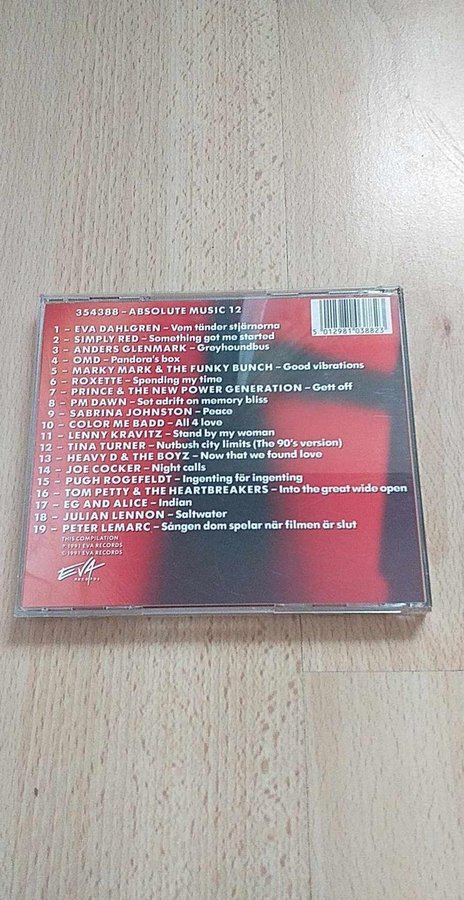 354388 – ABSOLUTE MUSIC 12
5 012981 038823
1 – EVA DAHLGREN – Vem tänder stjärnorna
2 – SIMPLY RED – Something got me started
3 – ANDERS GLENMARK – Greyhoundbus
4 – OMD – Pandora's box
5 – MARKY MARK & THE FUNKY BUNCH – Good vibrations
6 – ROXETTE – Spending my time
7 – PRINCE & THE NEW POWER GENERATION – Gett off
8 – PM DAWN – Set adrift on memory bliss
9 – SABRINA JOHNSTON – Peace
10 – COLOR ME BADD – All 4 love
11 – LENNY KRAVITZ – Stand by my woman
12 – TINA TURNER – Nutbush city limits (The 90's version)
13 – HEAVY D & THE BOYZ – Now that we found love
14 – JOE COCKER – Night calls
15 – PUGH ROGEFELDT – Ingenting för ingenting
16 – TOM PETTY & THE HEARTBREAKERS – Into the great wide open
17 – EG AND ALICE – Indian
18 – JULIAN LENNON – Saltwater
19 – PETER LEMARC – Sången dom spelar när filmen är slut
THIS COMPILATION
℗ 1991 EVA RECORDS
© 1991 EVA RECORDS
EVA
RECORDS